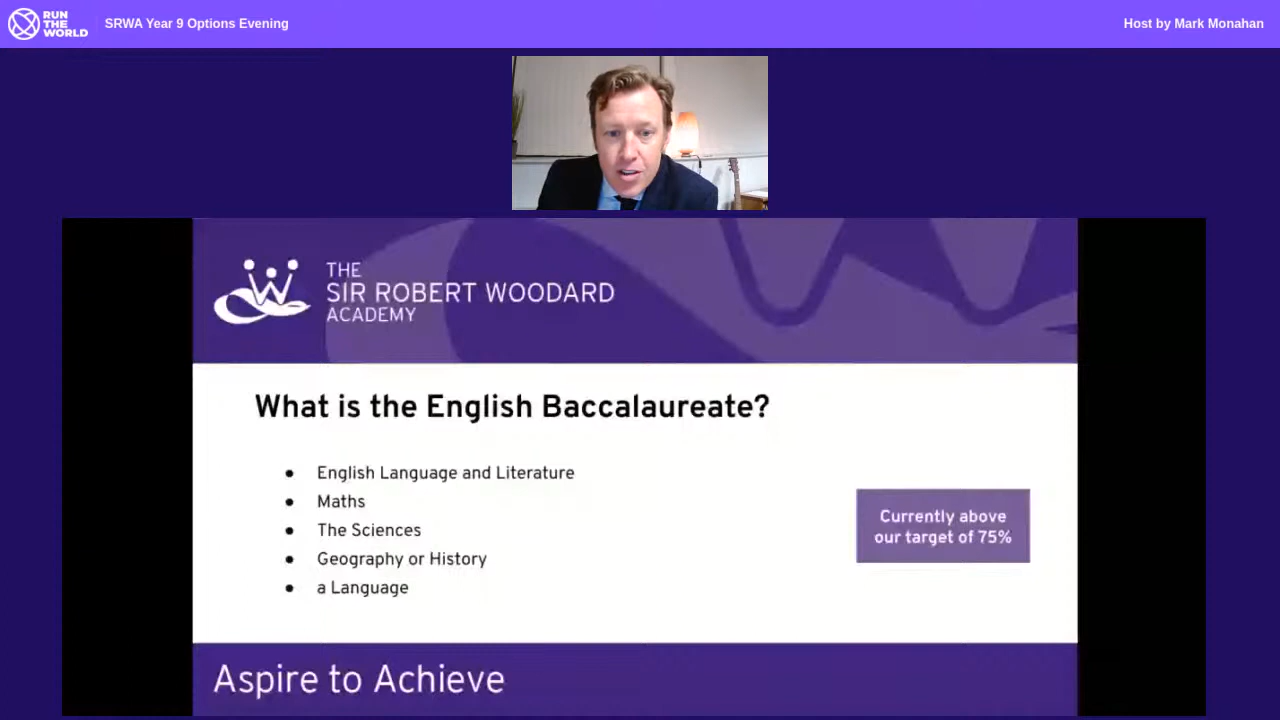 RUN
THE
WORLD
SRWA Year 9 Options Evening
Host by Mark Monahan
THE
SIR ROBERT WOODARD
ACADEMY
What is the English Baccalaureate?
● English Language and Literature
● Maths
● The Sciences
● Geography or History
● a Language
Currently above
our target of 75%
Aspire to Achieve